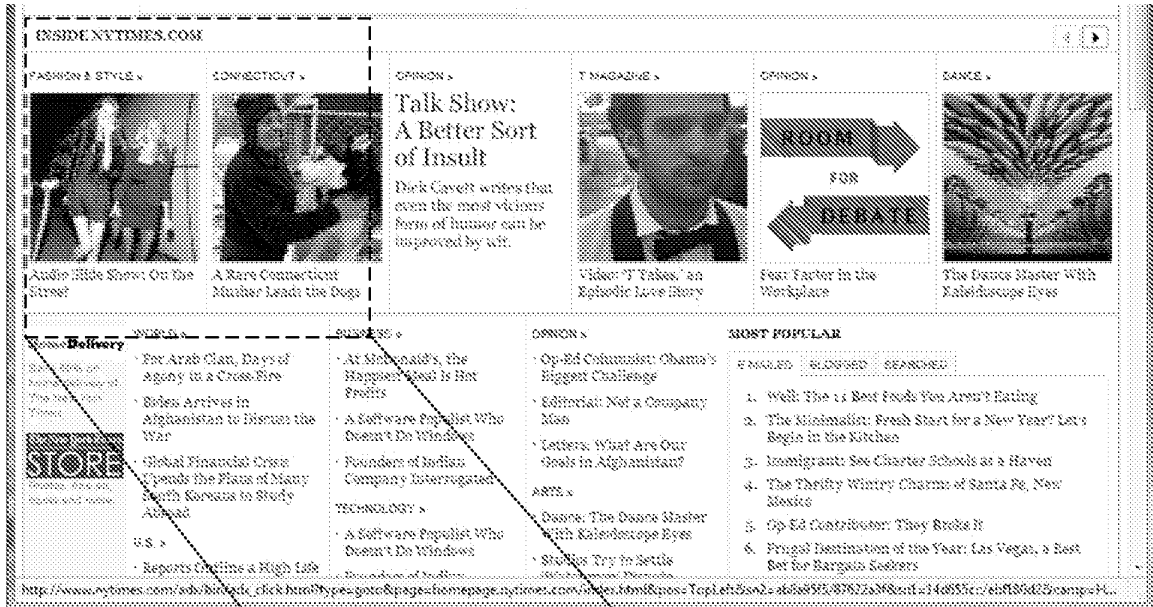 INSIDE NYTIMES.COM
FASHION & STYLE »
CONNECTICUT »
OPINION »
T MAGAZINE »
OPINION »
DANCE »
Audio Slide Show: On the
Street
A Rare Connecticut
Musher Leads the Dogs
Talk Show:
A Better Sort
of Insult
Dick Cavett writes that
even the most vicious
form of humor can be
improved by wit.
Video: 'T Takes,' an
Episodic Love Story
ROOM
FOR
DEBATE
Fear Factor in the
Workplace
The Dance Master With
Kaleidoscope Eyes
Delivery
STORE
WORLD »
• For Arab Clan, Days of
Agony in a Cross-Fire
• Biden Arrives in
Afghanistan to Discuss the
War
• Global Financial Crisis
Upends the Plans of Many
South Koreans to Study
Abroad
U.S. »
• Reports Outline a High Life
BUSINESS »
• At McDonald's, the
Happiest Meal Is Hot
Profits
• A Software Populist Who
Doesn't Do Windows
• Founders of Indian
Company Interrogated
TECHNOLOGY »
• A Software Populist Who
Doesn't Do Windows
• Founders of Indian
OPINION »
• Op-Ed Columnist: Obama's
Biggest Challenge
• Editorial: Not a Company
Man
• Letters: What Are Our
Goals in Afghanistan?
ARTS »
• Dance: The Dance Master
With Kaleidoscope Eyes
• Studios Try to Settle
MOST POPULAR
E-MAILED BLOGGED SEARCHED
1. Well: The 11 Best Foods You Aren't Eating
2. The Minimalist: Fresh Start for a New Year? Let's
Begin in the Kitchen
3. Immigrants See Charter Schools as a Haven
4. The Thrifty Wintry Charms of Santa Fe, New
Mexico
5. Op-Ed Contributor: They Broke It
6. Frugal Destination of the Year: Las Vegas, a Best
Bet for Bargain Seekers